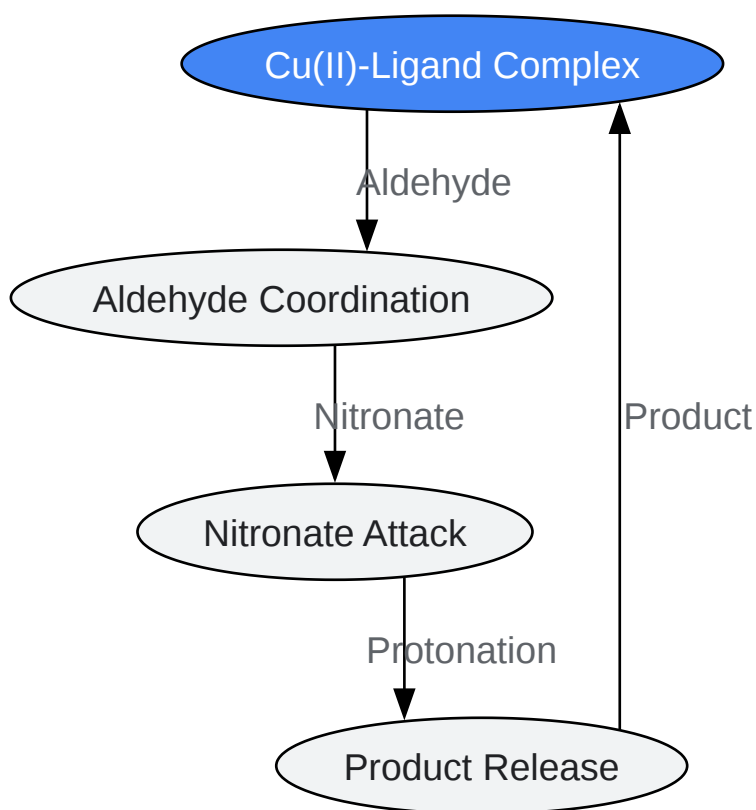 Cu(II)-Ligand Complex
Aldehyde
Aldehyde Coordination
Nitronate
Product
Nitronate Attack
Protonation
Product Release